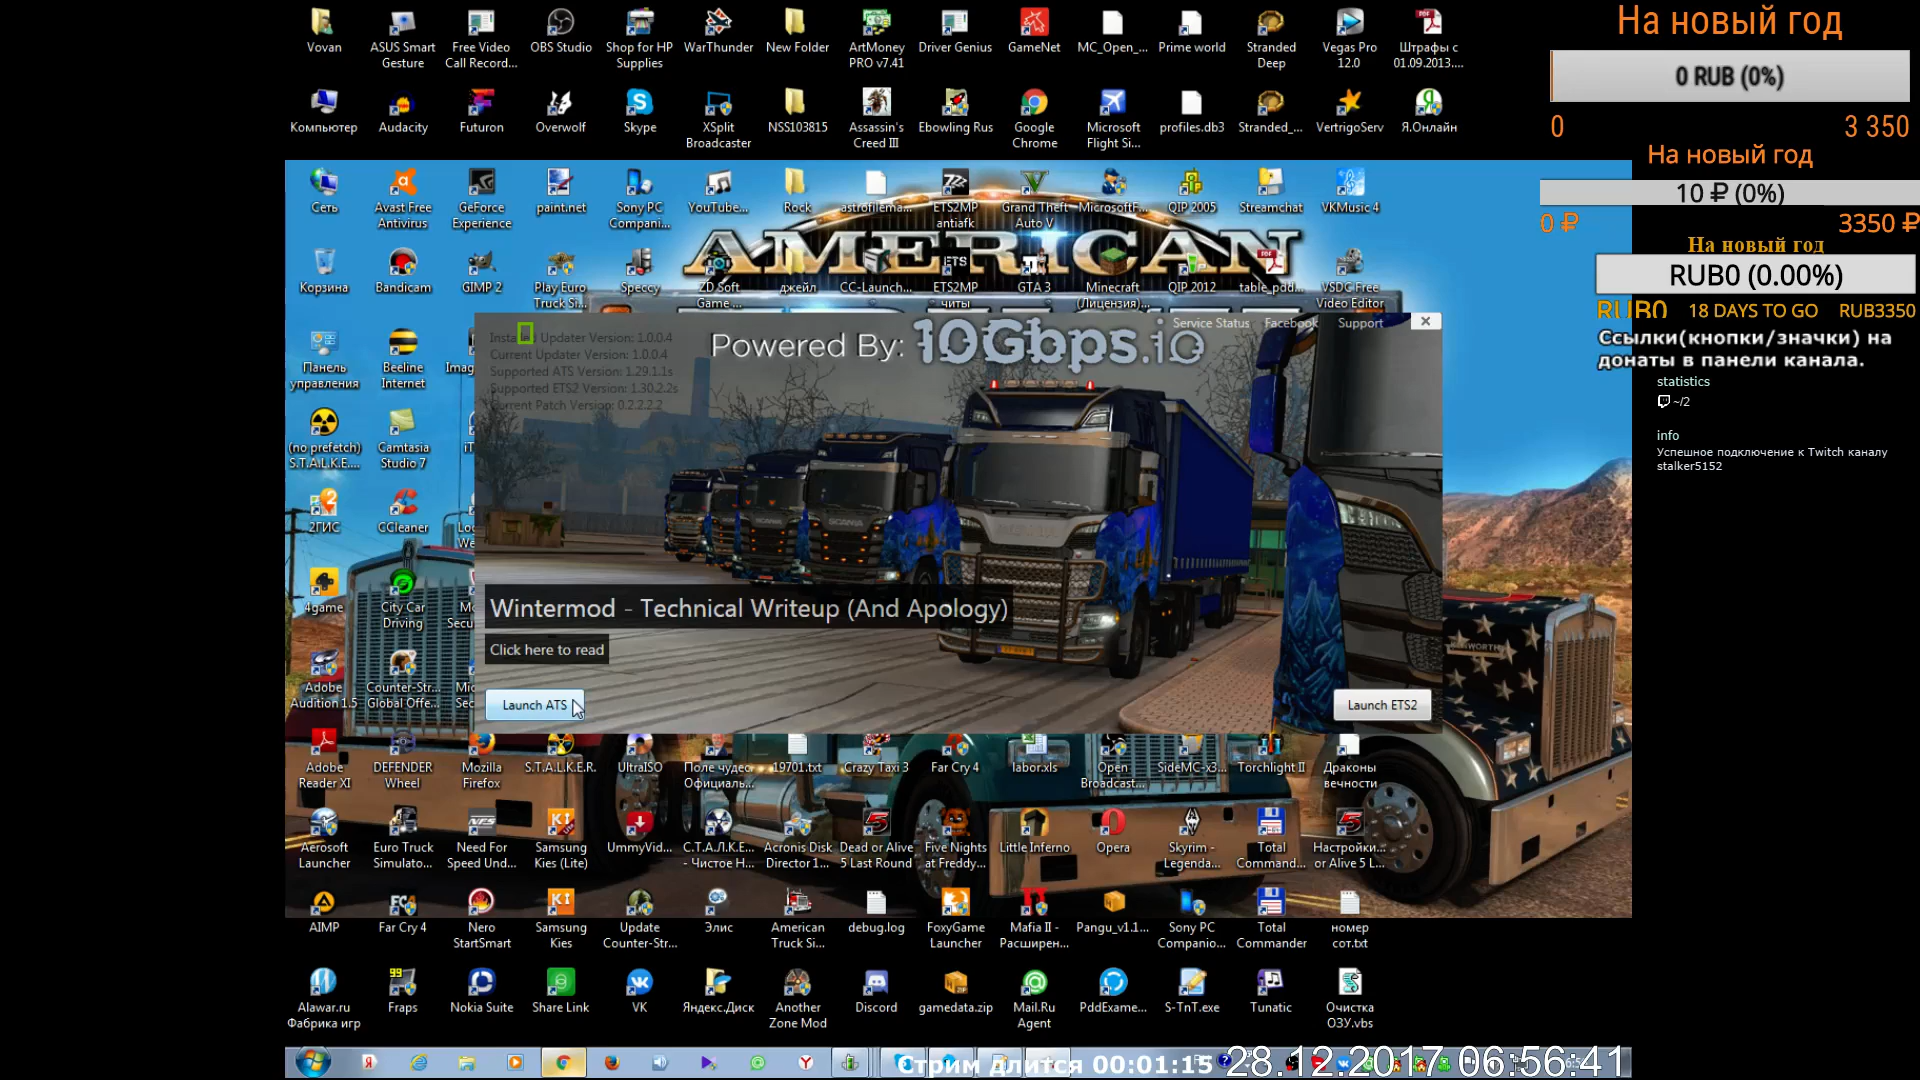 Vovan
ASUS Smart Gesture
Free Video Call Record...
OBS Studio
Shop for HP Supplies
WarThunder
New Folder
ArtMoney PRO v7.41
Driver Genius
GameNet
MC_Open_...
Prime world
Stranded Deep
Vegas Pro 12.0
Штрафы с 01.09.2013....
Компьютер
Audacity
Futuron
Overwolf
Skype
XSplit Broadcaster
NSS103815
Assassin's Creed III
Ebowling Rus
Google Chrome
Microsoft Flight Si...
profiles.db3
Stranded_...
VertrigoServ
Я.Онлайн
Сеть
Avast Free Antivirus
GeForce Experience
paint.net
Sony PC Compani...
YouTube...
Rock
astrofilema...
ETS2MP antiafk
Grand Theft Auto V
MicrosoftF...
QIP 2005
Streamchat
VKMusic 4
AMERICAN
Корзина
Bandicam
GIMP 2
Play Euro Truck Si...
Speccy
ZD Soft Game ...
джейл
CC-Launch...
ETS2MP читы
GTA 3
Minecraft (Лицензия)...
QIP 2012
table_pdd...
VSDC Free Video Editor
Панель управления
Beeline Internet
Imag
(no prefetch) S.T.A.L.K.E....
Camtasia Studio 7
2ГИС
CCleaner
4game
City Car Driving
Adobe Audition 1.5
Counter-Str... Global Offe...
Updater Version: 1.0.0.4
Current Updater Version: 1.0.0.4
Supported ATS Version: 1.29.1.1s
Supported ETS2 Version: 1.30.2.2s
Current Patch Version: 0.2.2.2.2
Powered By: 10Gbps.io
Service Status
Facebook
Support
Wintermod - Technical Writeup (And Apology)
Click here to read
Launch ATS
Launch ETS2
Adobe Reader XI
DEFENDER Wheel
Mozilla Firefox
S.T.A.L.K.E.R.
UltraISO
Поле чудес. Официаль...
19701.txt
Crazy Taxi 3
Far Cry 4
labor.xls
Open Broadcast...
SideMC-x3...
Torchlight II
Драконы вечности
Aerosoft Launcher
Euro Truck Simulato...
Need For Speed Und...
Samsung Kies (Lite)
UmmyVid...
С.Т.А.Л.К.Е... - Чистое Н...
Acronis Disk Director 1...
Dead or Alive 5 Last Round
Five Nights at Freddy...
Little Inferno
Opera
Skyrim - Legenda...
Total Command...
Настройки... or Alive 5 L...
AIMP
Far Cry 4
Nero StartSmart
Samsung Kies
Update Counter-Str...
Элис
American Truck Si...
debug.log
FoxyGame Launcher
Mafia II - Расширен...
Pangu_v1.1...
Sony PC Companio...
Total Commander
номер сот.txt
Alawar.ru Фабрика игр
Fraps
Nokia Suite
Share Link
VK
Яндекс.Диск
Another Zone Mod
Discord
gamedata.zip
Mail.Ru Agent
PddExame...
S-TnT.exe
Tunatic
Очистка ОЗУ.vbs
Стрим длится 00:01:15
28.12.2017 06:56:41
На новый год
0 RUB (0%)
0
3 350
На новый год
10 ₽ (0%)
0 ₽
3350 ₽
На новый год
RUB0 (0.00%)
RUB0
18 DAYS TO GO
RUB3350
Ссылки(кнопки/значки) на
донаты в панели канала.
statistics
~/2
info
Успешное подключение к Twitch каналу
stalker5152